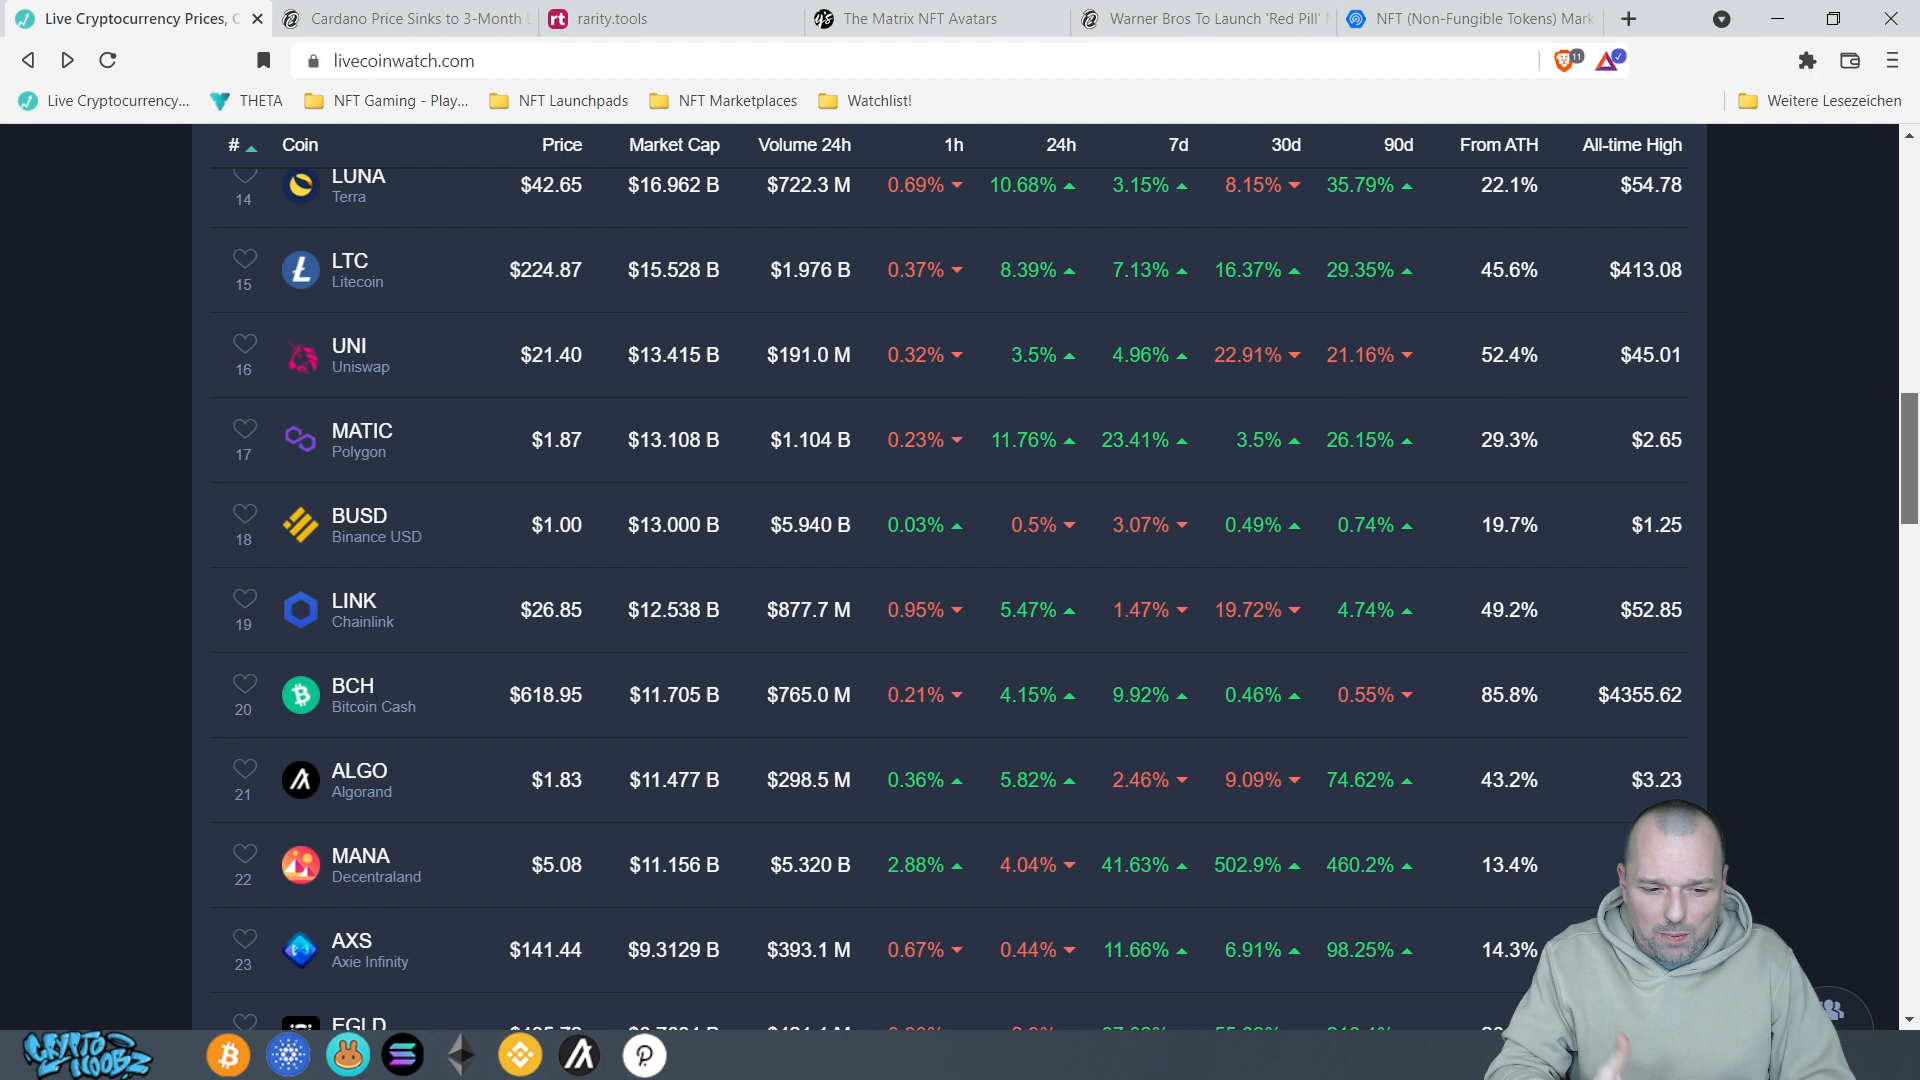 Live Cryptocurrency Prices, C
Cardano Price Sinks to 3-Month L
rt rarity.tools
The Matrix NFT Avatars
Warner Bros To Launch 'Red Pill' N
NFT (Non-Fungible Tokens) Mark
livecoinwatch.com
11
Live Cryptocurrency...
THETA
NFT Gaming - Play...
NFT Launchpads
NFT Marketplaces
Watchlist!
Weitere Lesezeichen
# Coin Price Market Cap Volume 24h 1h 24h 7d 30d 90d From ATH All-time High
LUNA
14 Terra $42.65 $16.962 B $722.3 M 0.69% 10.68% 3.15% 8.15% 35.79% 22.1% $54.78
LTC
15 Litecoin $224.87 $15.528 B $1.976 B 0.37% 8.39% 7.13% 16.37% 29.35% 45.6% $413.08
UNI
16 Uniswap $21.40 $13.415 B $191.0 M 0.32% 3.5% 4.96% 22.91% 21.16% 52.4% $45.01
MATIC
17 Polygon $1.87 $13.108 B $1.104 B 0.23% 11.76% 23.41% 3.5% 26.15% 29.3% $2.65
BUSD
18 Binance USD $1.00 $13.000 B $5.940 B 0.03% 0.5% 3.07% 0.49% 0.74% 19.7% $1.25
LINK
19 Chainlink $26.85 $12.538 B $877.7 M 0.95% 5.47% 1.47% 19.72% 4.74% 49.2% $52.85
BCH
20 Bitcoin Cash $618.95 $11.705 B $765.0 M 0.21% 4.15% 9.92% 0.46% 0.55% 85.8% $4355.62
ALGO
21 Algorand $1.83 $11.477 B $298.5 M 0.36% 5.82% 2.46% 9.09% 74.62% 43.2% $3.23
MANA
22 Decentraland $5.08 $11.156 B $5.320 B 2.88% 4.04% 41.63% 502.9% 460.2% 13.4%
AXS
23 Axie Infinity $141.44 $9.3129 B $393.1 M 0.67% 0.44% 11.66% 6.91% 98.25% 14.3%
EGLD
CRYPTO
NOOBZ